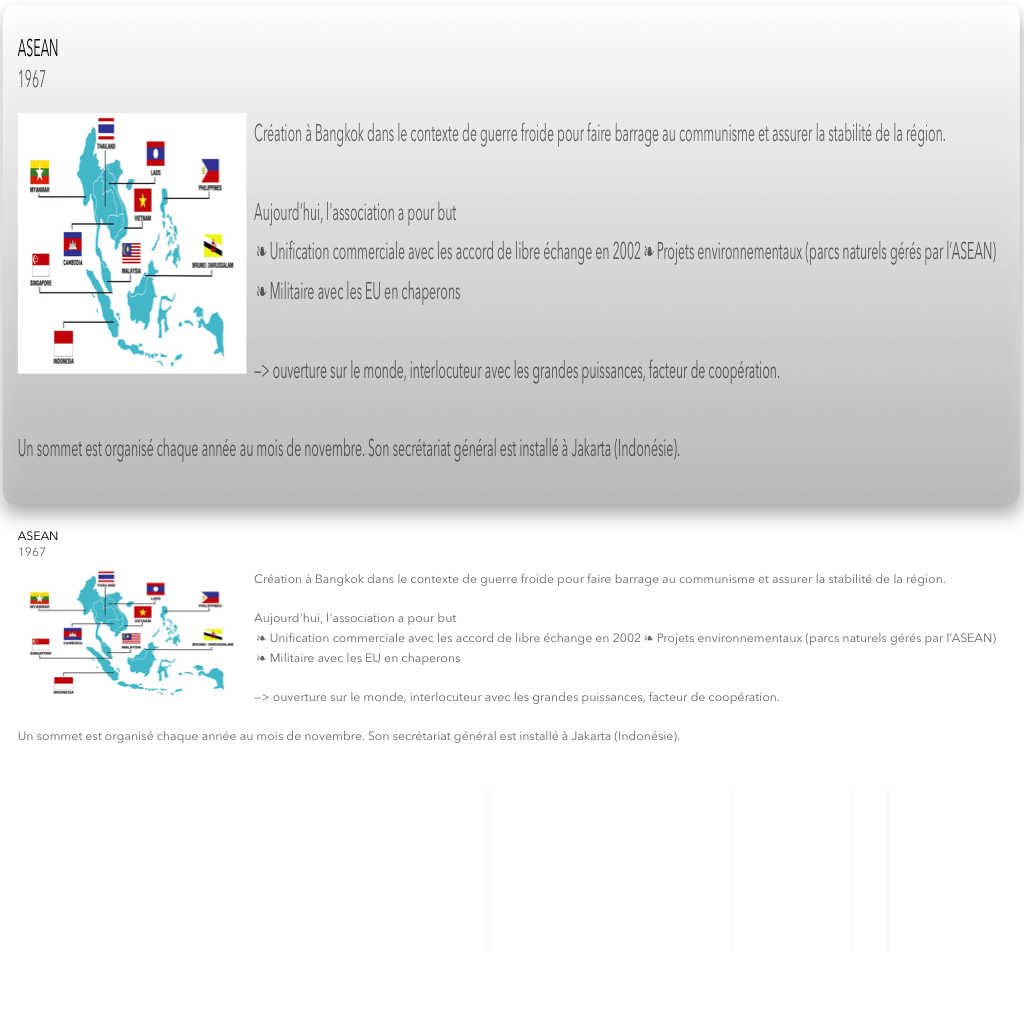 ASEAN
1967
THAILAND
LAOS
MYANMAR
PHILIPPINES
VIETNAM
CAMBODIA
MALAYSIA
BRUNEI DARUSSALAM
SINGAPORE
INDONESIA
Création à Bangkok dans le contexte de guerre froide pour faire barrage au communisme et assurer la stabilité de la région.
Aujourd'hui, l'association a pour but
❧ Unification commerciale avec les accord de libre échange en 2002 ❧ Projets environnementaux (parcs naturels gérés par l'ASEAN)
❧ Militaire avec les EU en chaperons
—> ouverture sur le monde, interlocuteur avec les grandes puissances, facteur de coopération.
Un sommet est organisé chaque année au mois de novembre. Son secrétariat général est installé à Jakarta (Indonésie).
ASEAN
1967
THAILAND
LAOS
MYANMAR
PHILIPPINES
VIETNAM
CAMBODIA
MALAYSIA
BRUNEI DARUSSALAM
SINGAPORE
INDONESIA
Création à Bangkok dans le contexte de guerre froide pour faire barrage au communisme et assurer la stabilité de la région.
Aujourd'hui, l'association a pour but
❧ Unification commerciale avec les accord de libre échange en 2002 ❧ Projets environnementaux (parcs naturels gérés par l'ASEAN)
❧ Militaire avec les EU en chaperons
—> ouverture sur le monde, interlocuteur avec les grandes puissances, facteur de coopération.
Un sommet est organisé chaque année au mois de novembre. Son secrétariat général est installé à Jakarta (Indonésie).